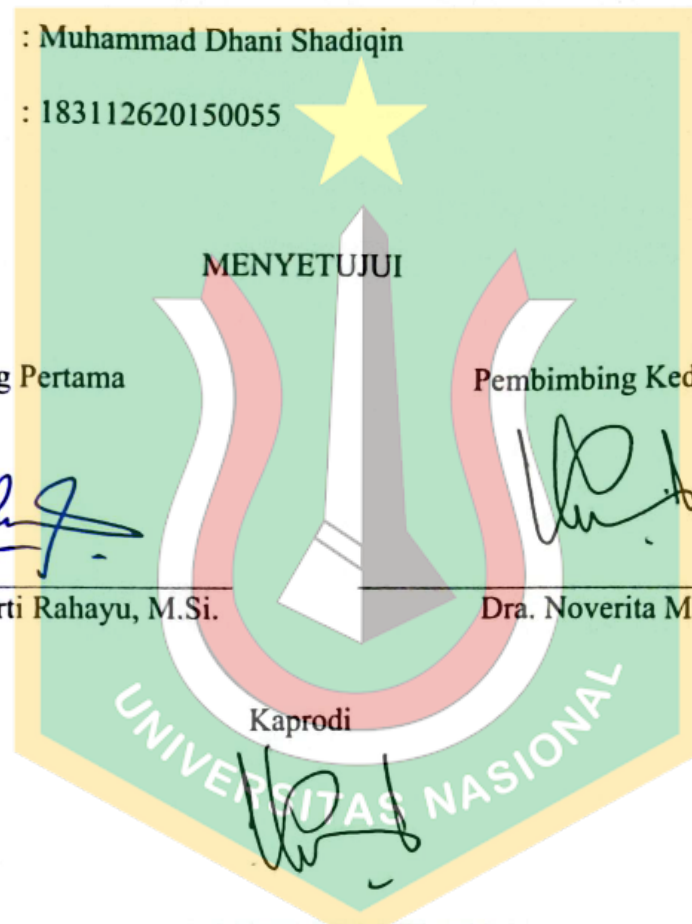 : Muhammad Dhani Shadiqin
: 183112620150055
MENYETUJUI
g Pertama Pembimbing Ked
rti Rahayu, M.Si. Dra. Noverita M
Kaprodi
UNIVERSITAS NASIONAL